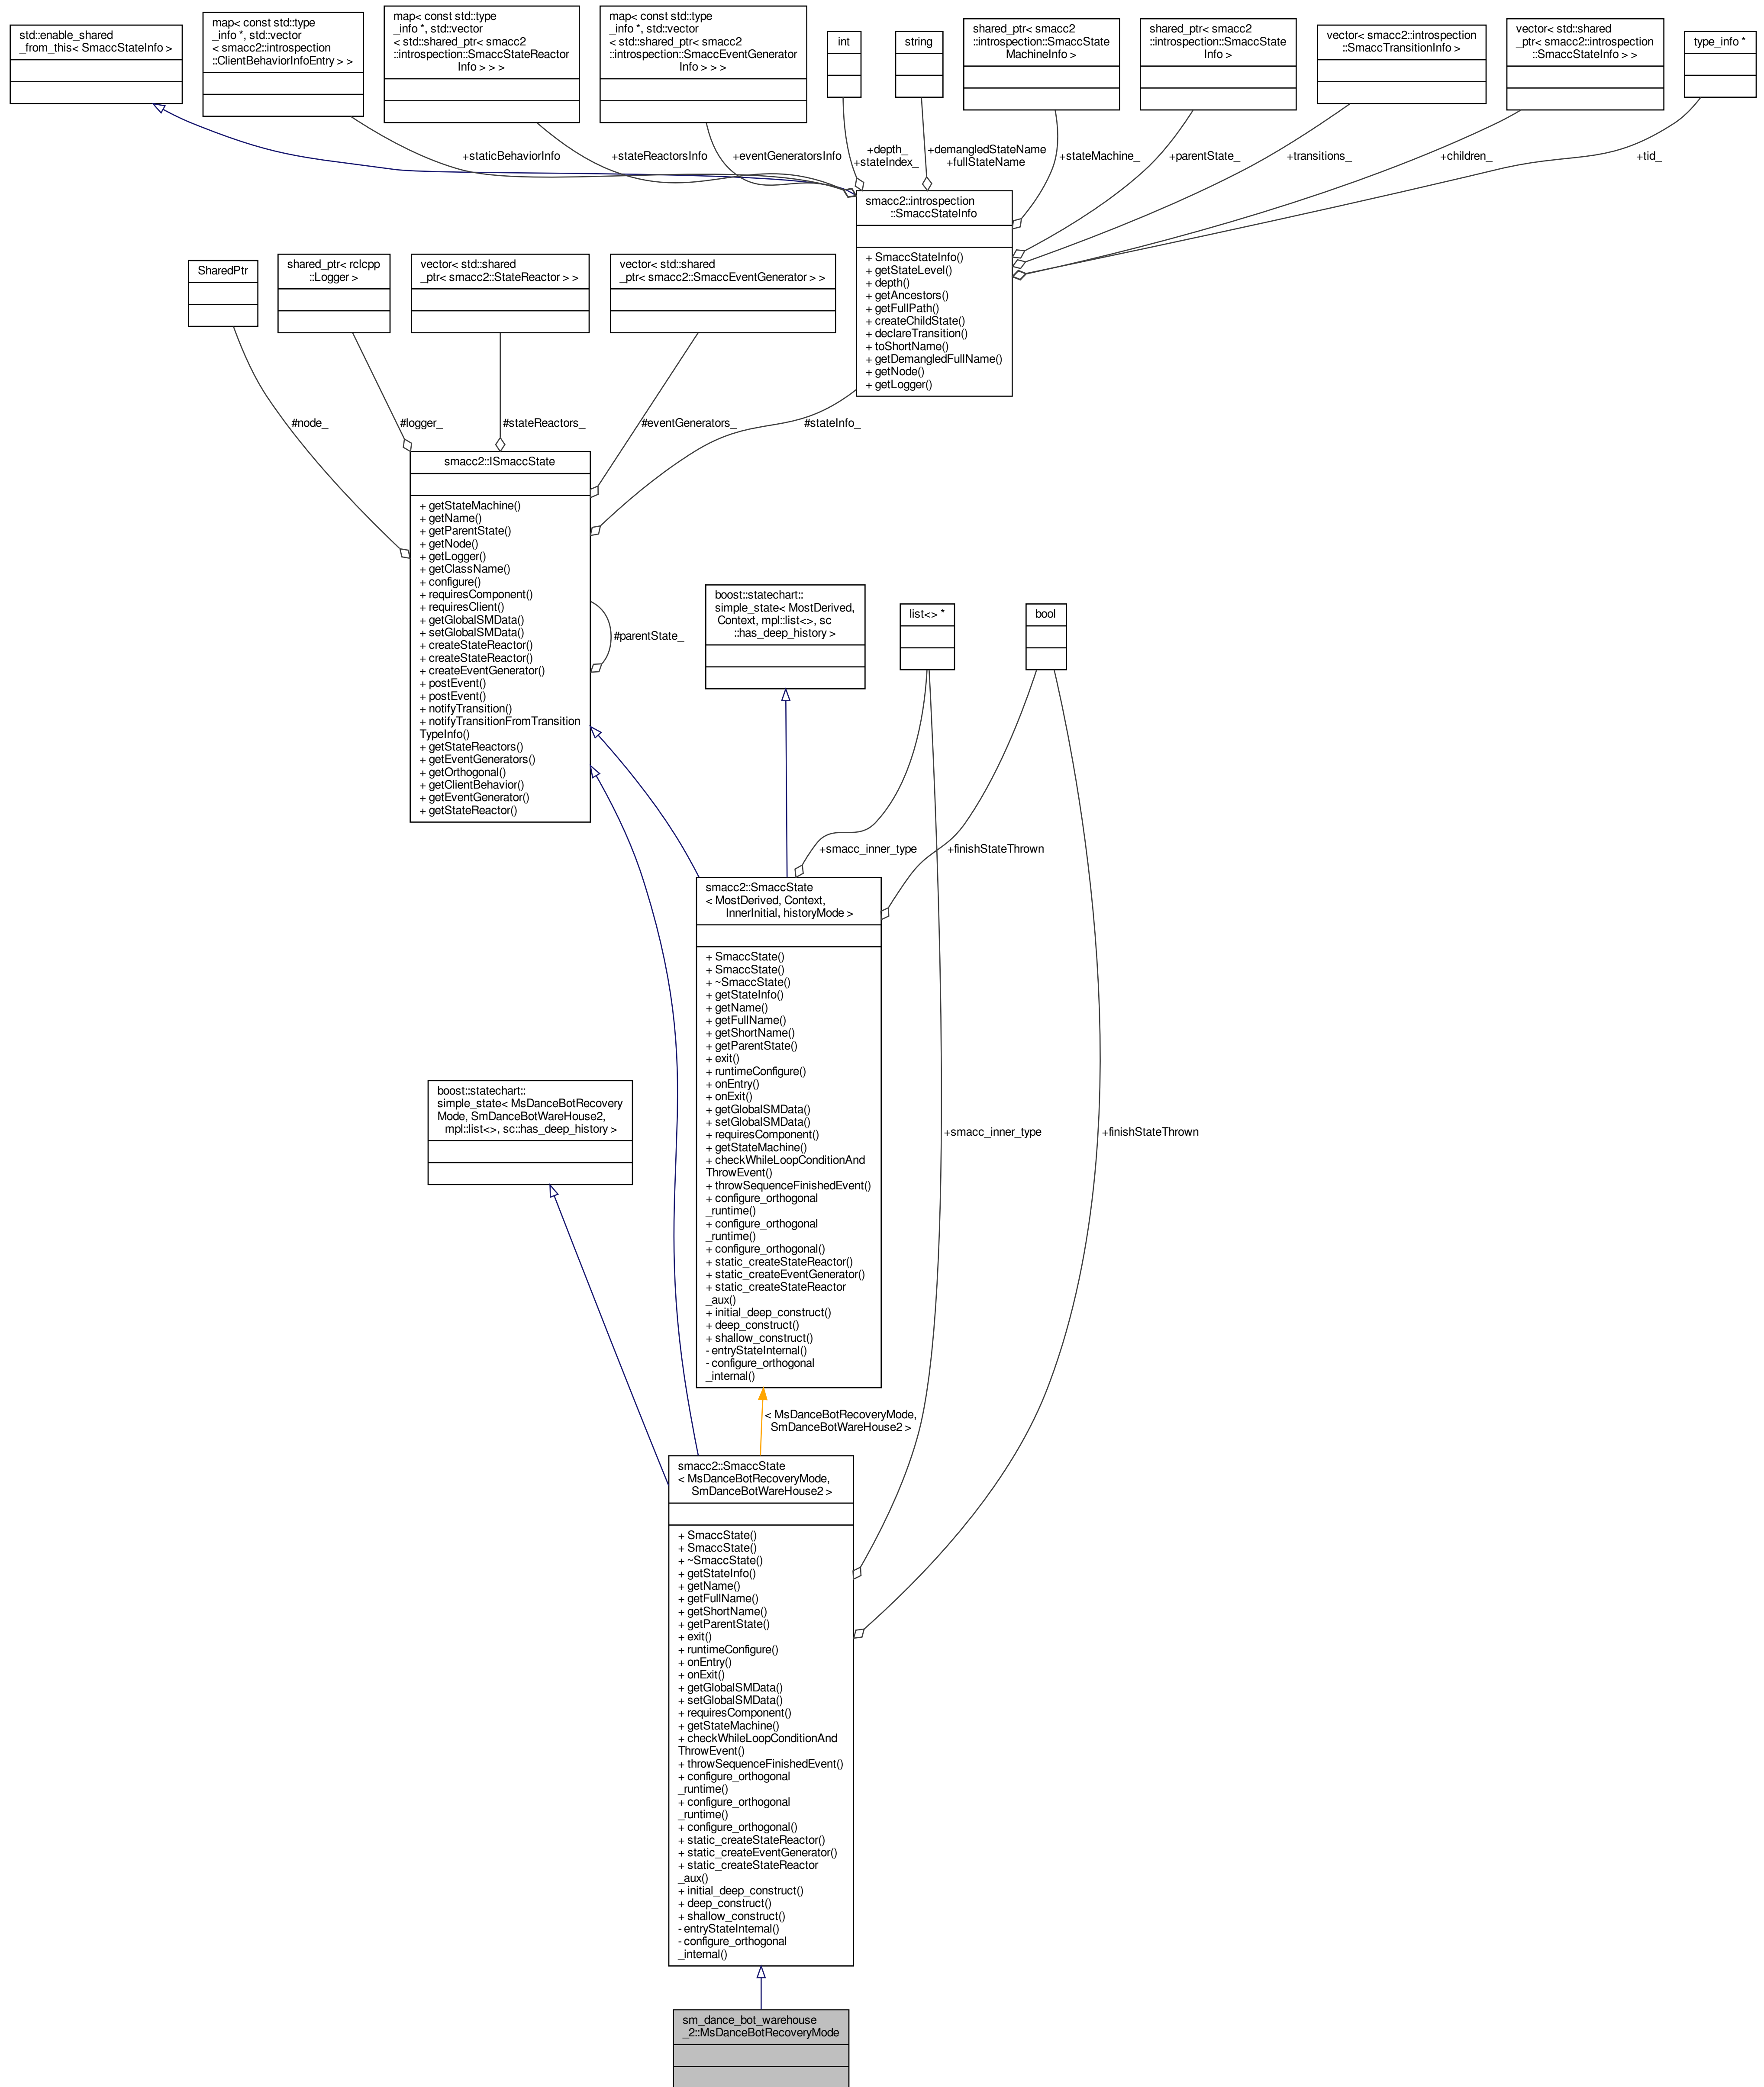 std::enable_shared
_from_this< SmaccStateInfo >
map< const std::type
_info *, std::vector
< smacc2::introspection
::ClientBehaviorInfoEntry > >
map< const std::type
_info *, std::vector
< std::shared_ptr< smacc2
::introspection::SmaccStateReactor
Info > > >
map< const std::type
_info *, std::vector
< std::shared_ptr< smacc2
::introspection::SmaccEventGenerator
Info > > >
int
string
shared_ptr< smacc2
::introspection::SmaccState
MachineInfo >
shared_ptr< smacc2
::introspection::SmaccState
Info >
vector< smacc2::introspection
::SmaccTransitionInfo >
vector< std::shared
_ptr< smacc2::introspection
::SmaccStateInfo > >
type_info *
+staticBehaviorInfo
+stateReactorsInfo
+eventGeneratorsInfo
+depth_
+stateIndex_
+demangledStateName
+fullStateName
+stateMachine_
+parentState_
+transitions_
+children_
+tid_
smacc2::introspection
::SmaccStateInfo
+ SmaccStateInfo()
+ getStateLevel()
+ depth()
+ getAncestors()
+ getFullPath()
+ createChildState()
+ declareTransition()
+ toShortName()
+ getDemangledFullName()
+ getNode()
+ getLogger()
SharedPtr
shared_ptr< rclcpp
::Logger >
vector< std::shared
_ptr< smacc2::StateReactor > >
vector< std::shared
_ptr< smacc2::SmaccEventGenerator > >
#node_
#logger_
#stateReactors_
#eventGenerators_
#stateInfo_
smacc2::ISmaccState
+ getStateMachine()
+ getName()
+ getParentState()
+ getNode()
+ getLogger()
+ getClassName()
+ configure()
+ requiresComponent()
+ requiresClient()
+ getGlobalSMData()
+ setGlobalSMData()
+ createStateReactor()
+ createStateReactor()
+ createEventGenerator()
+ postEvent()
+ postEvent()
+ notifyTransition()
+ notifyTransitionFromTransition
TypeInfo()
+ getStateReactors()
+ getEventGenerators()
+ getOrthogonal()
+ getClientBehavior()
+ getEventGenerator()
+ getStateReactor()
#parentState_
boost::statechart::
simple_state< MostDerived,
Context, mpl::list<>, sc
::has_deep_history >
list<> *
bool
+smacc_inner_type
+finishStateThrown
smacc2::SmaccState
< MostDerived, Context,
InnerInitial, historyMode >
+ SmaccState()
+ SmaccState()
+ ~SmaccState()
+ getStateInfo()
+ getName()
+ getFullName()
+ getShortName()
+ getParentState()
+ exit()
+ runtimeConfigure()
+ onEntry()
+ onExit()
+ getGlobalSMData()
+ setGlobalSMData()
+ requiresComponent()
+ getStateMachine()
+ checkWhileLoopConditionAnd
ThrowEvent()
+ throwSequenceFinishedEvent()
+ configure_orthogonal
_runtime()
+ configure_orthogonal
_runtime()
+ configure_orthogonal()
+ static_createStateReactor()
+ static_createEventGenerator()
+ static_createStateReactor
_aux()
+ initial_deep_construct()
+ deep_construct()
+ shallow_construct()
- entryStateInternal()
- configure_orthogonal
_internal()
boost::statechart::
simple_state< MsDanceBotRecovery
Mode, SmDanceBotWareHouse2,
mpl::list<>, sc::has_deep_history >
+smacc_inner_type
+finishStateThrown
< MsDanceBotRecoveryMode,
SmDanceBotWareHouse2 >
smacc2::SmaccState
< MsDanceBotRecoveryMode,
SmDanceBotWareHouse2 >
+ SmaccState()
+ SmaccState()
+ ~SmaccState()
+ getStateInfo()
+ getName()
+ getFullName()
+ getShortName()
+ getParentState()
+ exit()
+ runtimeConfigure()
+ onEntry()
+ onExit()
+ getGlobalSMData()
+ setGlobalSMData()
+ requiresComponent()
+ getStateMachine()
+ checkWhileLoopConditionAnd
ThrowEvent()
+ throwSequenceFinishedEvent()
+ configure_orthogonal
_runtime()
+ configure_orthogonal
_runtime()
+ configure_orthogonal()
+ static_createStateReactor()
+ static_createEventGenerator()
+ static_createStateReactor
_aux()
+ initial_deep_construct()
+ deep_construct()
+ shallow_construct()
- entryStateInternal()
- configure_orthogonal
_internal()
sm_dance_bot_warehouse
_2::MsDanceBotRecoveryMode